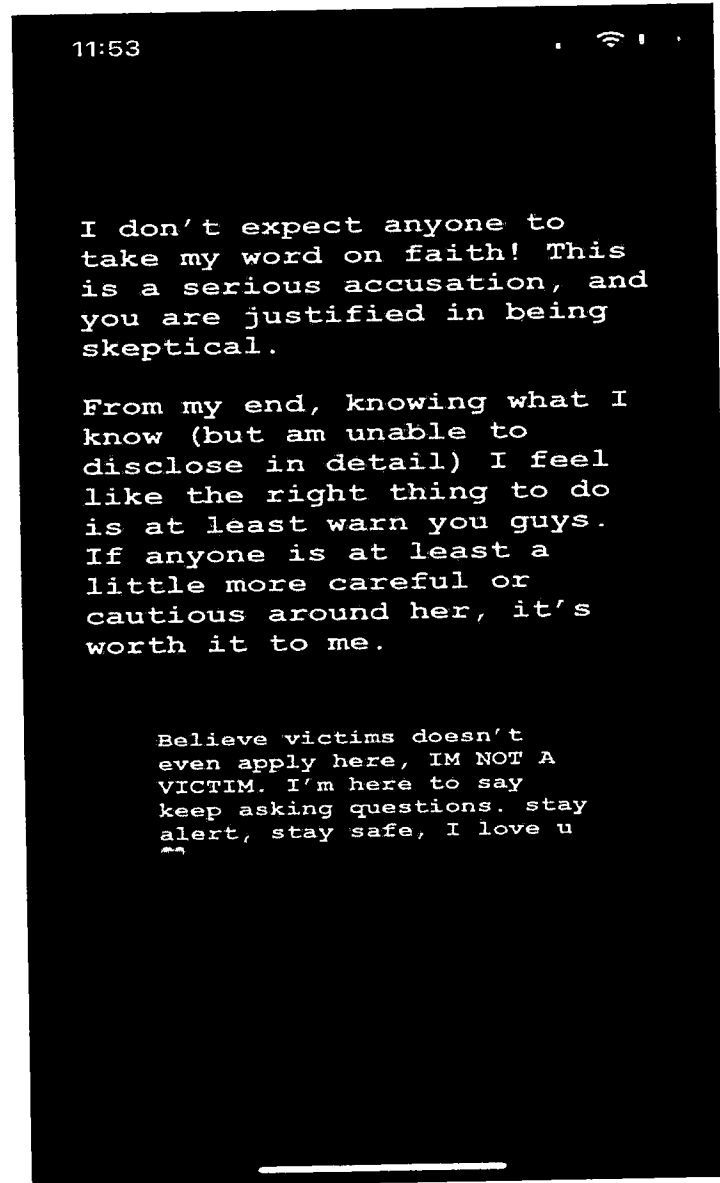 11:53
I don't expect anyone to
take my word on faith! This
is a serious accusation, and
you are justified in being
skeptical.
From my end, knowing what I
know (but am unable to
disclose in detail) I feel
like the right thing to do
is at least warn you guys.
If anyone is at least a
little more careful or
cautious around her, it's
worth it to me.
Believe victims doesn't
even apply here, IM NOT A
VICTIM. I'm here to say
keep asking questions. stay
alert, stay safe, I love u